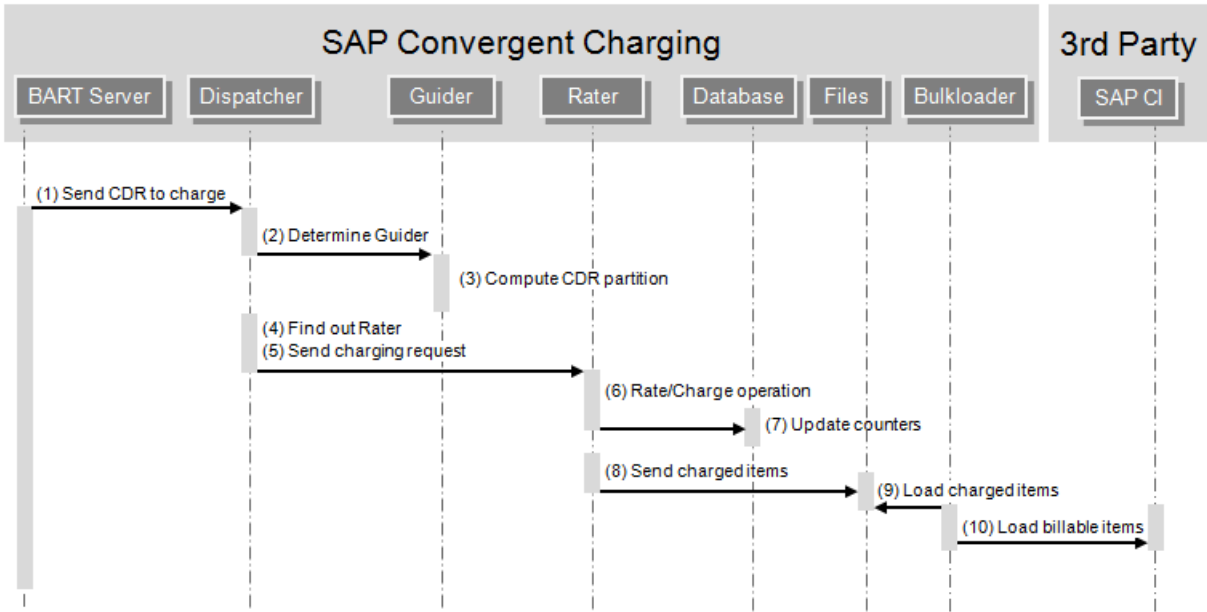 SAP Convergent Charging
3rd Party
BART Server
Dispatcher
Guider
Rater
Database
Files
Bulkloader
SAP CI
(1) Send CDR to charge
(2) Determine Guider
(3) Compute CDR partition
(4) Find out Rater
(5) Send charging request
(6) Rate/Charge operation
(7) Update counters
(8) Send charged items
(9) Load charged items
(10) Load billable items